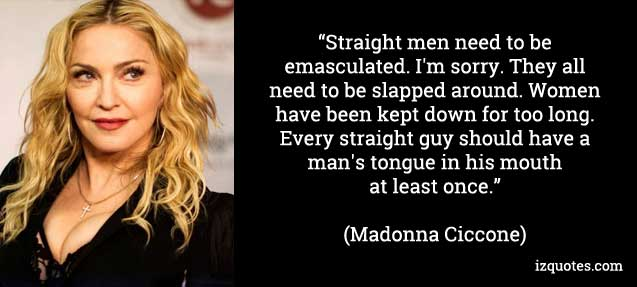 “Straight men need to be
emasculated. I'm sorry. They all
need to be slapped around. Women
have been kept down for too long.
Every straight guy should have a
man's tongue in his mouth
at least once.”
(Madonna Ciccone)
izquotes.com